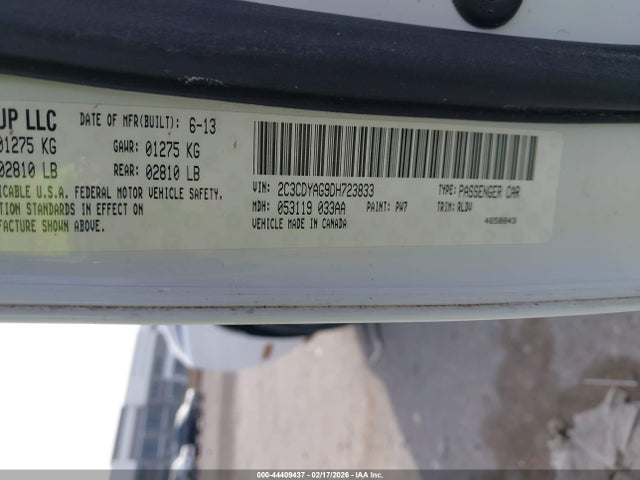 UP LLC
DATE OF MFR(BUILT): 6-13
01275 KG
GAWR: 01275 KG
02810 LB
REAR: 02810 LB
ICABLE U.S.A. FEDERAL MOTOR VEHICLE SAFETY,
TION STANDARDS IN EFFECT ON
FACTURE SHOWN ABOVE.
VIN: 2C3CDYAG9DH723833
TYPE: PASSENGER CAR
MDH: 053119 033AA
PAINT: PW7
TRIM: RLDV
VEHICLE MADE IN CANADA
4658043
000-44409437 - 02/17/2026 - IAA Inc.